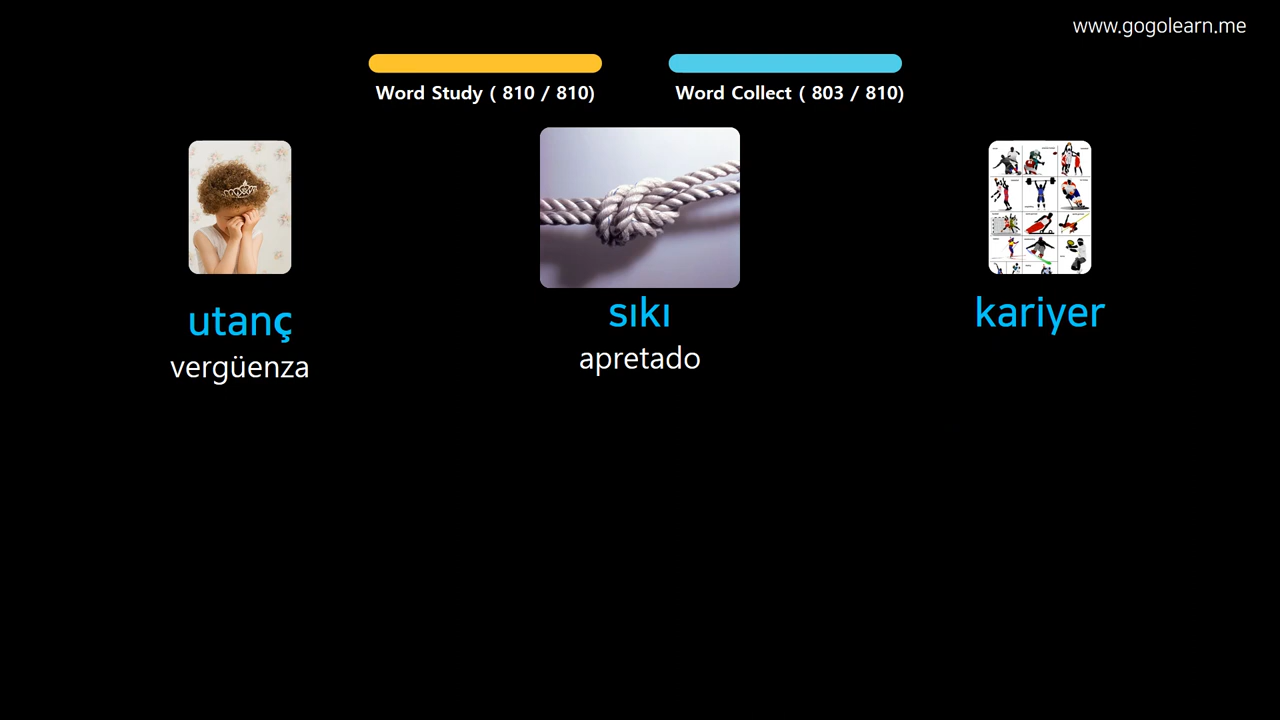 www.gogolearn.me
Word Study ( 810 / 810)
Word Collect ( 803 / 810)
utanç
vergüenza
sıkı
apretado
kariyer